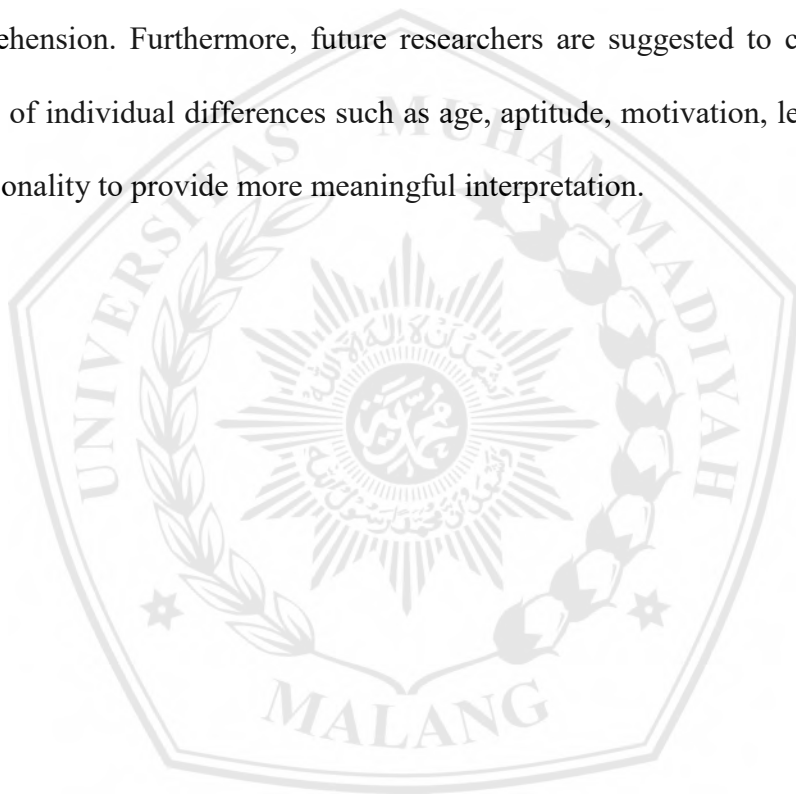 ehension. Furthermore, future researchers are suggested to c
of individual differences such as age, aptitude, motivation, le
onality to provide more meaningful interpretation.
UNIVERSITAS MUHAMMADIYAH
MALANG